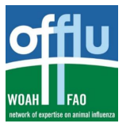 offlu
WOAH FAO
network of expertise on animal influenza